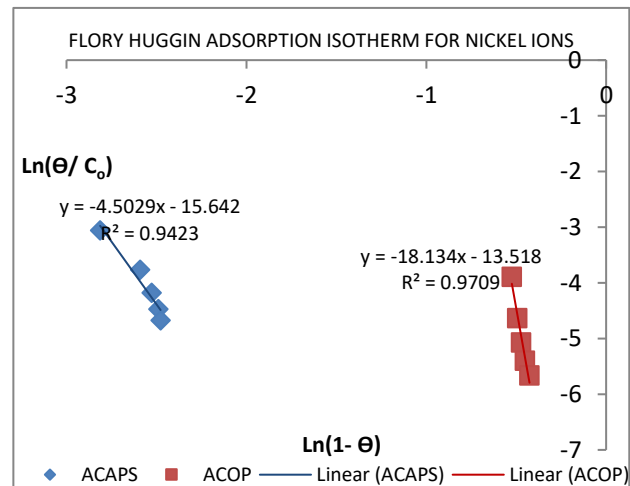 FLORY HUGGIN ADSORPTION ISOTHERM FOR NICKEL IONS
-3 -2 -1 0
0
-1
-2
-3
-4
-5
-6
-7
Ln(Ɵ/ Cₒ)
y = -4.5029x - 15.642
R² = 0.9423
y = -18.134x - 13.518
R² = 0.9709
Ln(1- Ɵ)
ACAPS ACOP Linear (ACAPS) Linear (ACOP)